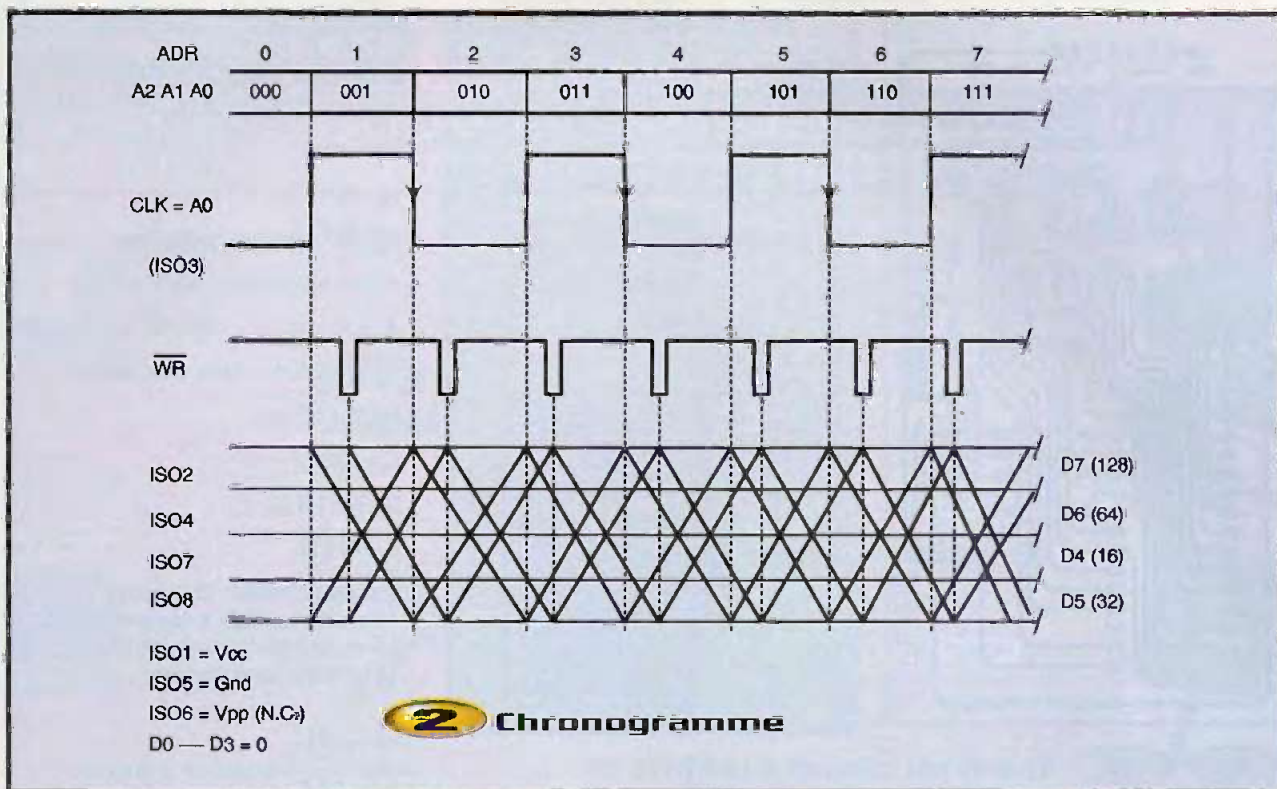 ADR 0 1 2 3 4 5 6 7
A2 A1 A0 000 001 010 011 100 101 110 111
CLK = A0
(ISO3)
WR
ISO2 D7 (128)
ISO4 D6 (64)
ISO7 D4 (16)
ISO8 D5 (32)
ISO1 = Vcc
ISO5 = Gnd
ISO6 = Vpp (N.C.)
D0 — D3 = 0
2 Chronogramme